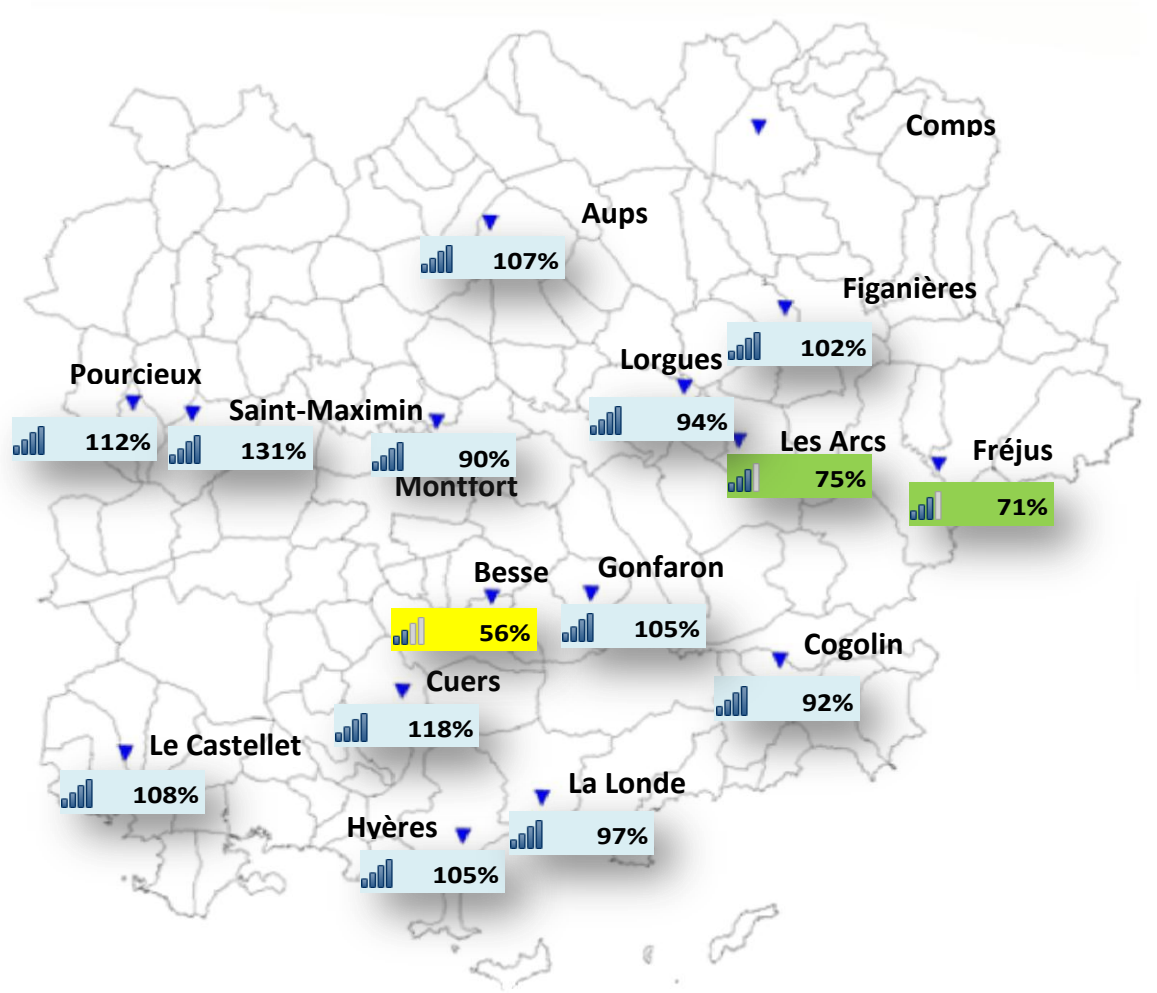 Comps
Aups
107%
Figanières
102%
Lorgues
94%
Pourcieux
112%
Saint-Maximin
131%
90%
Montfort
Les Arcs
75%
Fréjus
71%
Besse
56%
Gonfaron
105%
Cogolin
92%
Cuers
118%
Le Castellet
108%
La Londe
97%
Hyères
105%